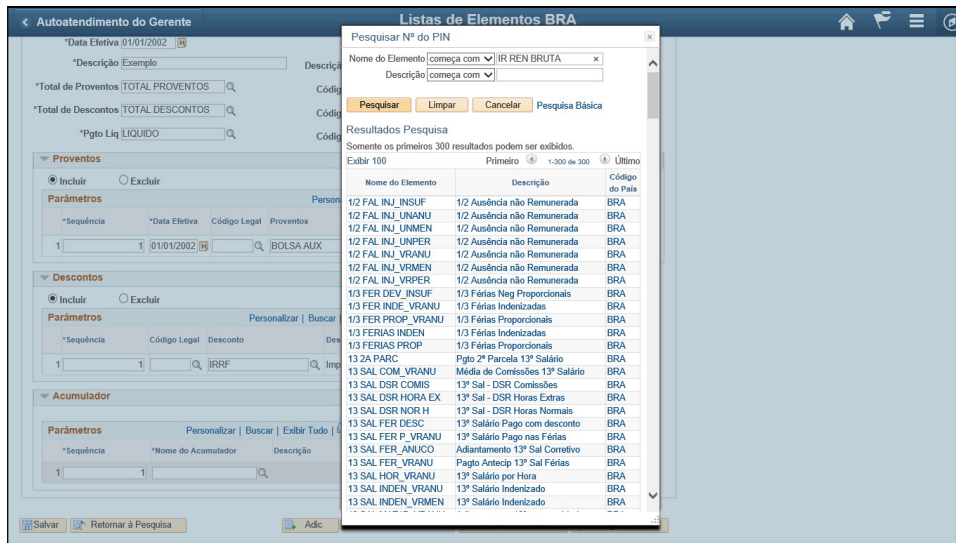 Autoatendimento do Gerente
Listas de Elementos BRA
*Data Efetiva 01/01/2002
*Descrição Exemplo
Descriçã
*Total de Proventos TOTAL PROVENTOS
Códig
*Total de Descontos TOTAL DESCONTOS
Códig
*Pgto Líq LIQUIDO
Códig
Proventos
Incluir Excluir
Parâmetros
Person
*Sequência *Data Efetiva Código Legal Proventos
1 1 01/01/2002 BOLSA AUX
Descontos
Incluir Excluir
Parâmetros Personalizar | Buscar |
*Sequência Código Legal Desconto Des
1 1 IRRF Imp
Acumulador
Parâmetros Personalizar | Buscar | Exibir Tudo |
*Sequência *Nome do Acumulador Descrição
1 1
Salvar Retornar à Pesquisa Adic
Pesquisar Nº do PIN
Nome do Elemento começa com IR REN BRUTA
Descrição começa com
Pesquisar Limpar Cancelar Pesquisa Básica
Resultados Pesquisa
Somente os primeiros 300 resultados podem ser exibidos.
Exibir 100 Primeiro 1-300 de 300 Último
Nome do Elemento Descrição Código do País
1/2 FAL INJ_INSUF 1/2 Ausência não Remunerada BRA
1/2 FAL INJ_UNANU 1/2 Ausência não Remunerada BRA
1/2 FAL INJ_UNMEN 1/2 Ausência não Remunerada BRA
1/2 FAL INJ_UNPER 1/2 Ausência não Remunerada BRA
1/2 FAL INJ_VRANU 1/2 Ausência não Remunerada BRA
1/2 FAL INJ_VRMEN 1/2 Ausência não Remunerada BRA
1/2 FAL INJ_VRPER 1/2 Ausência não Remunerada BRA
1/3 FER DEV_INSUF 1/3 Férias Neg Proporcionais BRA
1/3 FER INDE_VRANU 1/3 Férias Indenizadas BRA
1/3 FER PROP_VRANU 1/3 Férias Proporcionais BRA
1/3 FERIAS INDEN 1/3 Férias Indenizadas BRA
1/3 FERIAS PROP 1/3 Férias Proporcionais BRA
13 2A PARC Pgto 2ª Parcela 13º Salário BRA
13 SAL COM_VRANU Média de Comissões 13º Salário BRA
13 SAL DSR COMIS 13º Sal - DSR Comissões BRA
13 SAL DSR HORA EX 13º Sal - DSR Horas Extras BRA
13 SAL DSR NOR H 13º Sal - DSR Horas Normais BRA
13 SAL FER DESC 13º Salário Pago com desconto BRA
13 SAL FER P_VRANU 13º Salário Pago nas Férias BRA
13 SAL FER_ANUCO Adiantamento 13º Sal Corretivo BRA
13 SAL FER_VRANU Pagto Antecip 13º Sal Férias BRA
13 SAL HOR_VRANU 13º Salário por Hora BRA
13 SAL INDEN_VRANU 13º Salário Indenizado BRA
13 SAL INDEN_VRMEN 13º Salário Indenizado BRA